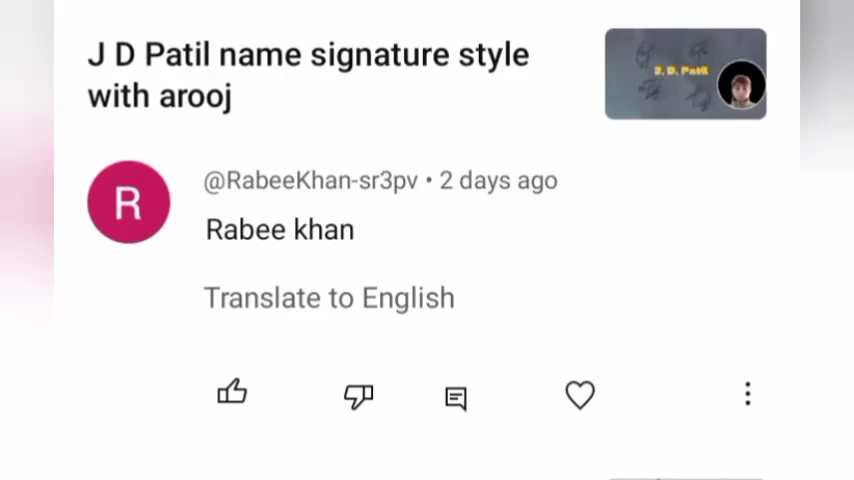 J D Patil name signature style
with arooj
J. D. Patil
R
@RabeeKhan-sr3pv • 2 days ago
Rabee khan
Translate to English